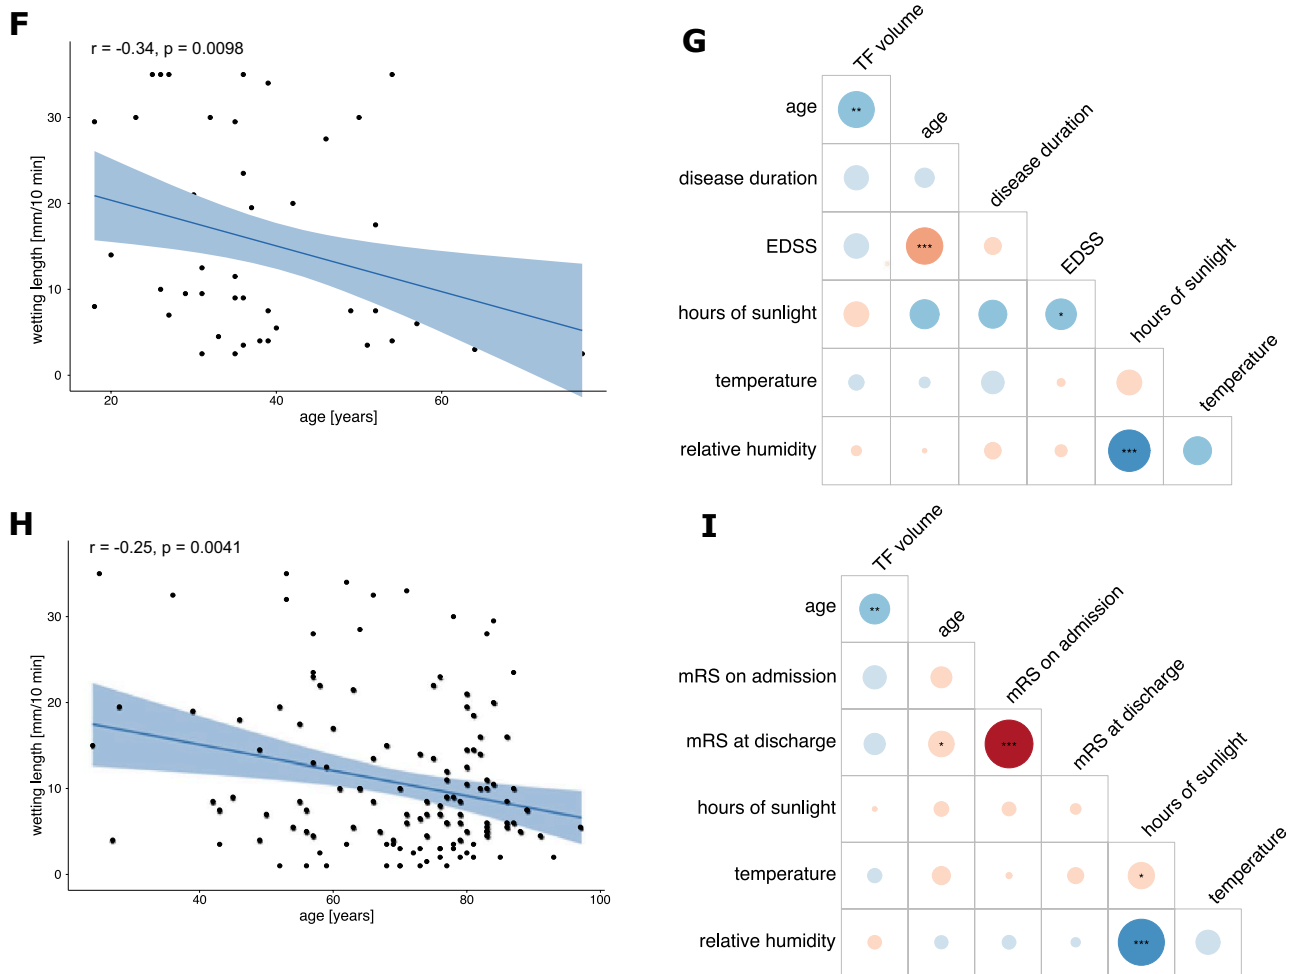 F
r = -0.34, p = 0.0098
wetting length [mm/10 min]
30
20
10
0
20
40
60
age [years]
G
TF volume
age
disease duration
EDSS
hours of sunlight
temperature
age
**
disease duration
EDSS
***
hours of sunlight
*
temperature
relative humidity
***
H
r = -0.25, p = 0.0041
wetting length [mm/10 min]
30
20
10
0
40
60
80
100
age [years]
I
TF volume
age
mRS on admission
mRS at discharge
hours of sunlight
temperature
age
**
mRS on admission
mRS at discharge
*
***
hours of sunlight
temperature
*
relative humidity
***